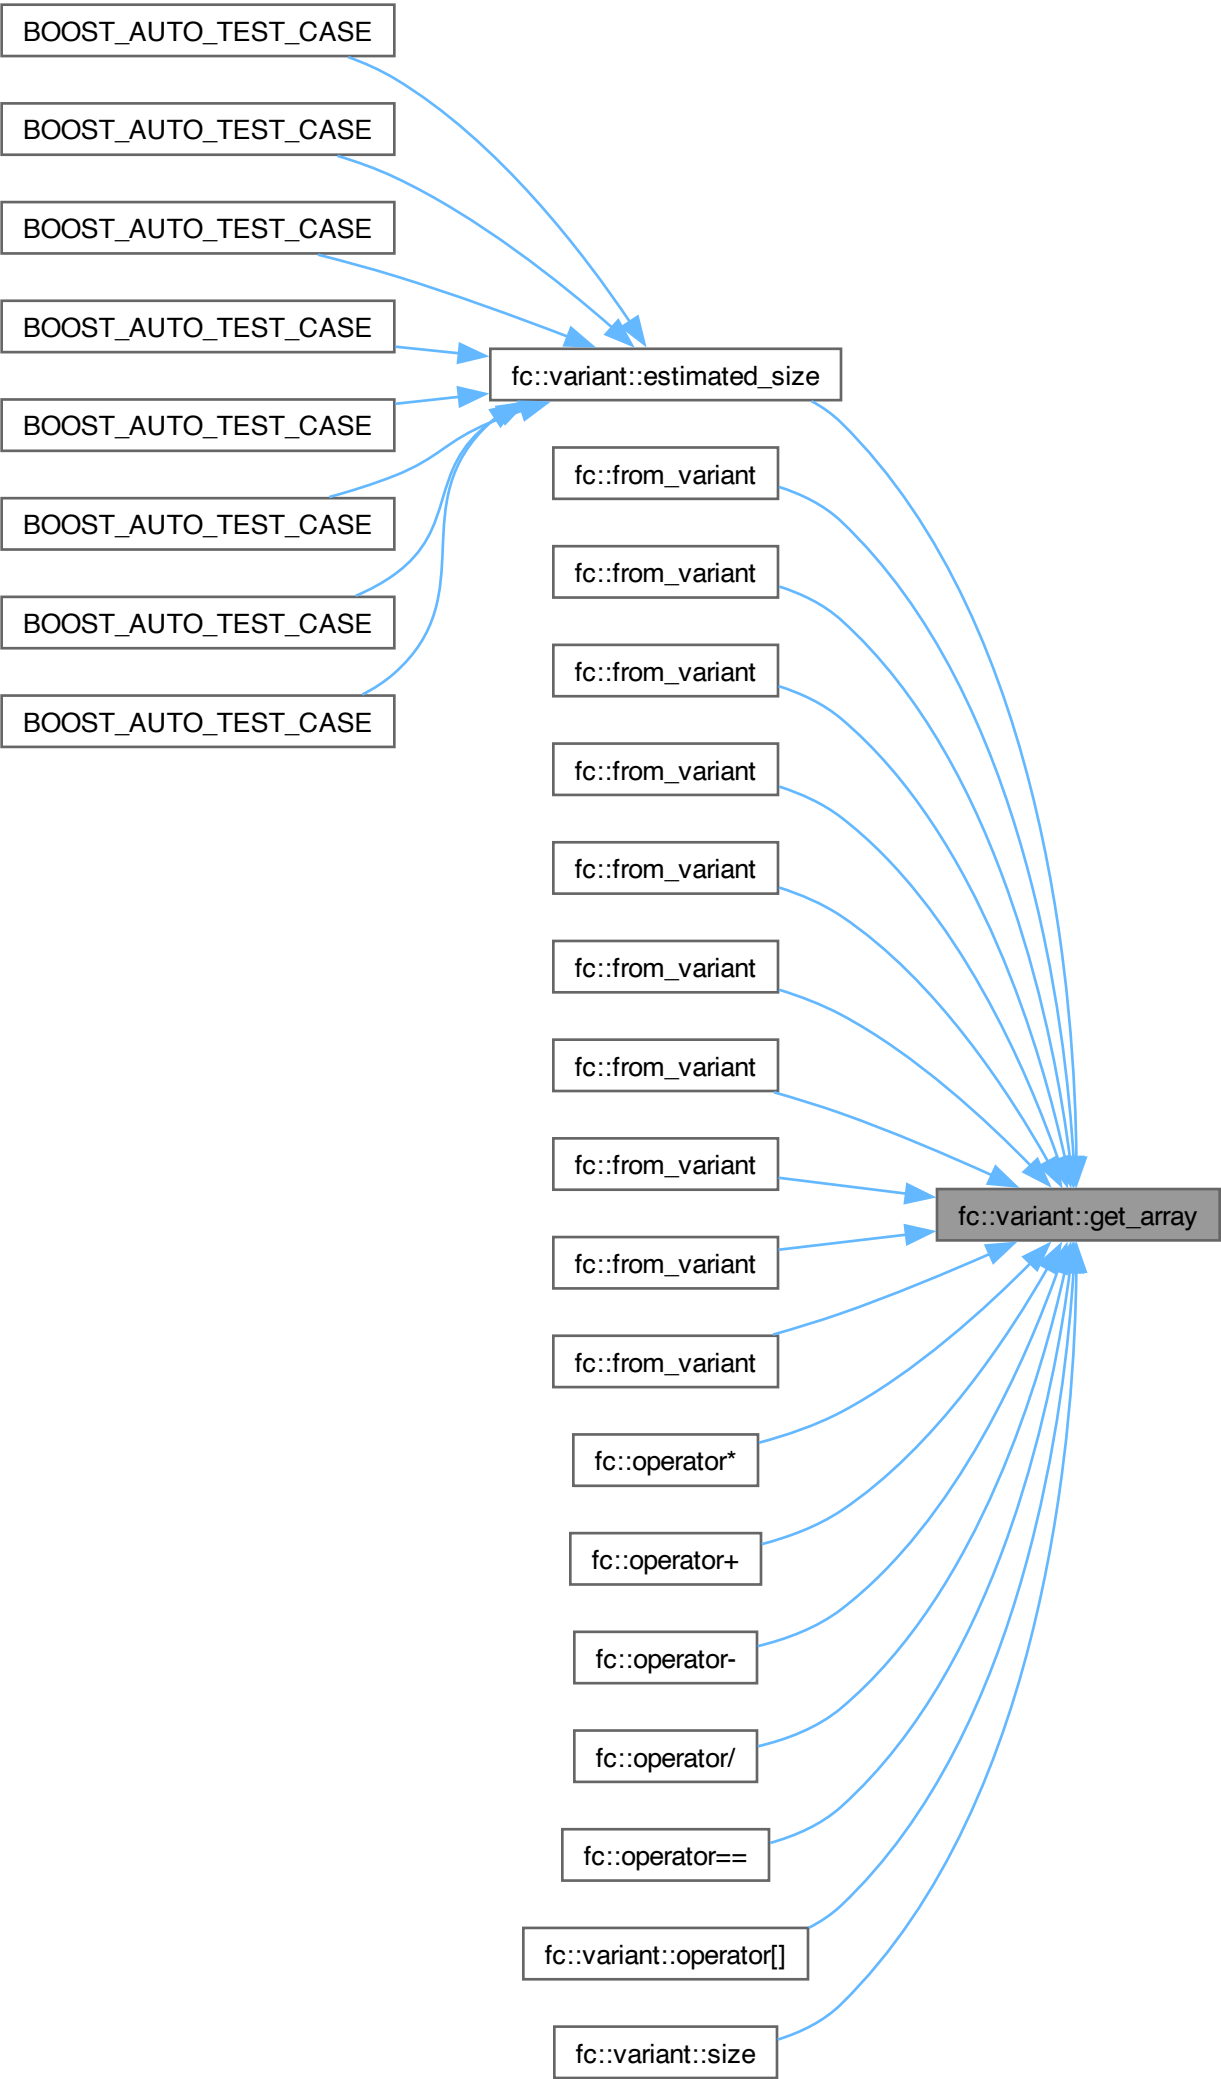 BOOST_AUTO_TEST_CASE
BOOST_AUTO_TEST_CASE
BOOST_AUTO_TEST_CASE
BOOST_AUTO_TEST_CASE
BOOST_AUTO_TEST_CASE
BOOST_AUTO_TEST_CASE
BOOST_AUTO_TEST_CASE
BOOST_AUTO_TEST_CASE
fc::variant::estimated_size
fc::from_variant
fc::from_variant
fc::from_variant
fc::from_variant
fc::from_variant
fc::from_variant
fc::from_variant
fc::from_variant
fc::from_variant
fc::from_variant
fc::operator*
fc::operator+
fc::operator-
fc::operator/
fc::operator==
fc::variant::operator[]
fc::variant::size
fc::variant::get_array